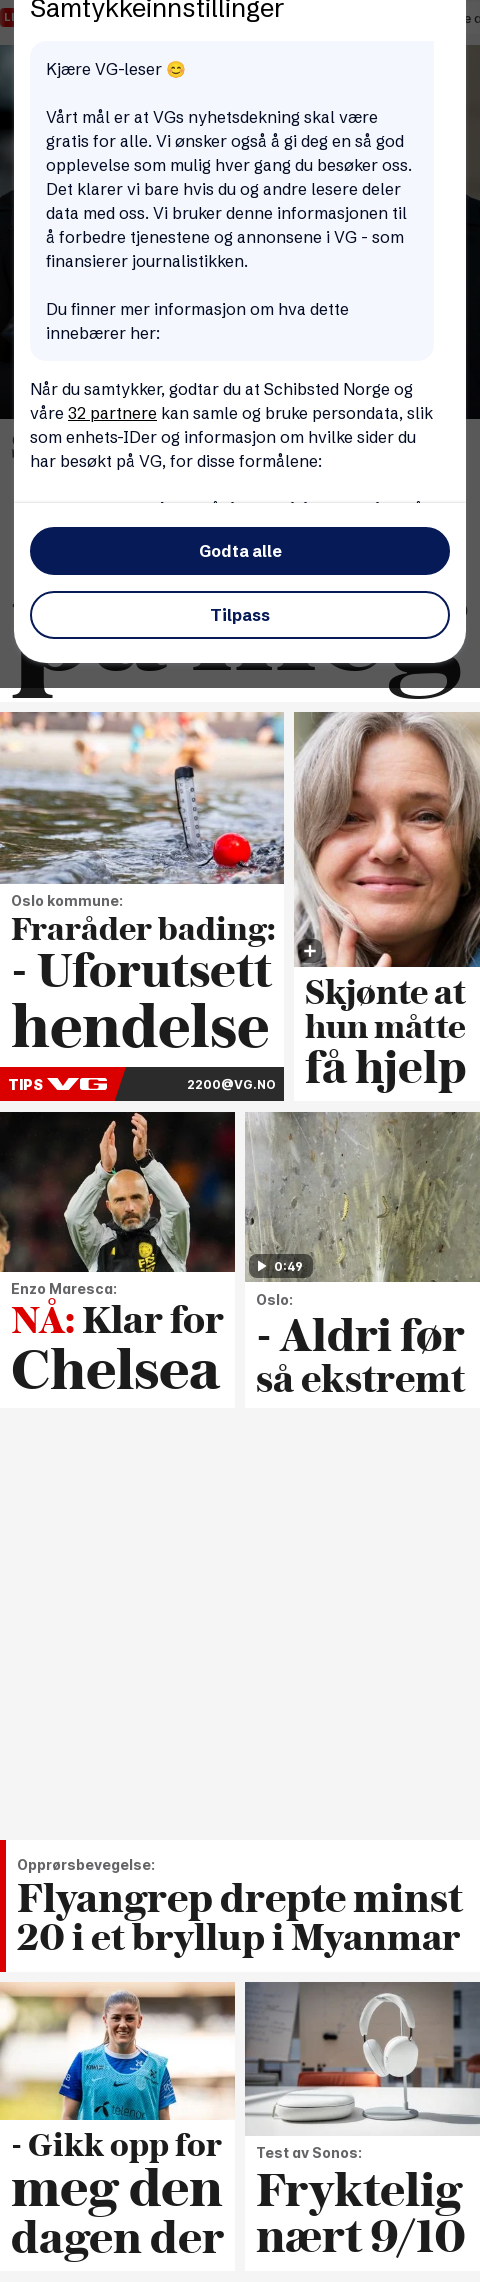 Samtykkeinnstillinger
Kjære VG-leser 😊
Vårt mål er at VGs nyhetsdekning skal være
gratis for alle. Vi ønsker også å gi deg en så god
opplevelse som mulig hver gang du besøker oss.
Det klarer vi bare hvis du og andre lesere deler
data med oss. Vi bruker denne informasjonen til
å forbedre tjenestene og annonsene i VG - som
finansierer journalistikken.
Du finner mer informasjon om hva dette
innebærer her:
Når du samtykker, godtar du at Schibsted Norge og
våre 32 partnere kan samle og bruke persondata, slik
som enhets-IDer og informasjon om hvilke sider du
har besøkt på VG, for disse formålene:
Godta alle
Tilpass
på meg
Oslo kommune:
Fraråder bading:
- Uforutsett
hendelse
TIPS VG 2200@VG.NO
Skjønte at
hun måtte
få hjelp
Enzo Maresca:
NÅ: Klar for
Chelsea
0:49
Oslo:
- Aldri før
så ekstremt
Opprørsbevegelse:
Flyangrep drepte minst
20 i et bryllup i Myanmar
telenor
- Gikk opp for
meg den
dagen der
Test av Sonos:
Fryktelig
nært 9/10